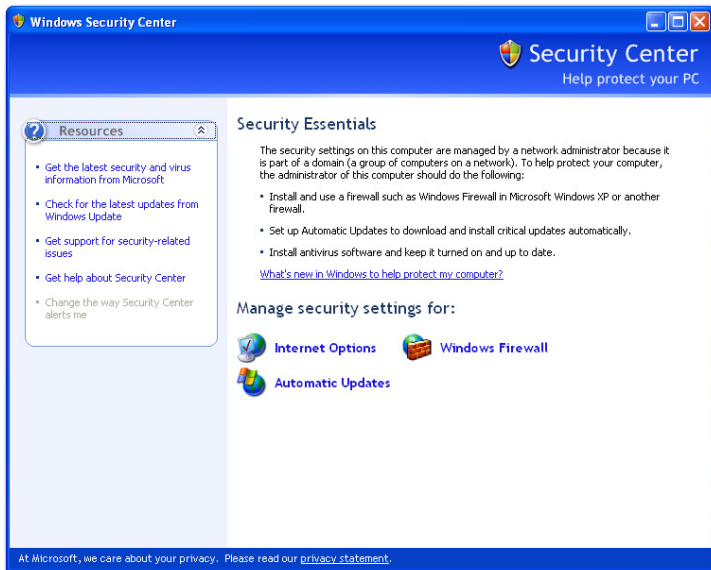 Windows Security Center
Security Center
Help protect your PC
Resources
Get the latest security and virus
information from Microsoft
Check for the latest updates from
Windows Update
Get support for security-related
issues
Get help about Security Center
Change the way Security Center
alerts me
Security Essentials
The security settings on this computer are managed by a network administrator because it
is part of a domain (a group of computers on a network). To help protect your computer,
the administrator of this computer should do the following:
Install and use a firewall such as Windows Firewall in Microsoft Windows XP or another
firewall.
Set up Automatic Updates to download and install critical updates automatically.
Install antivirus software and keep it turned on and up to date.
What's new in Windows to help protect my computer?
Manage security settings for:
Internet Options
Windows Firewall
Automatic Updates
At Microsoft, we care about your privacy. Please read our privacy statement.